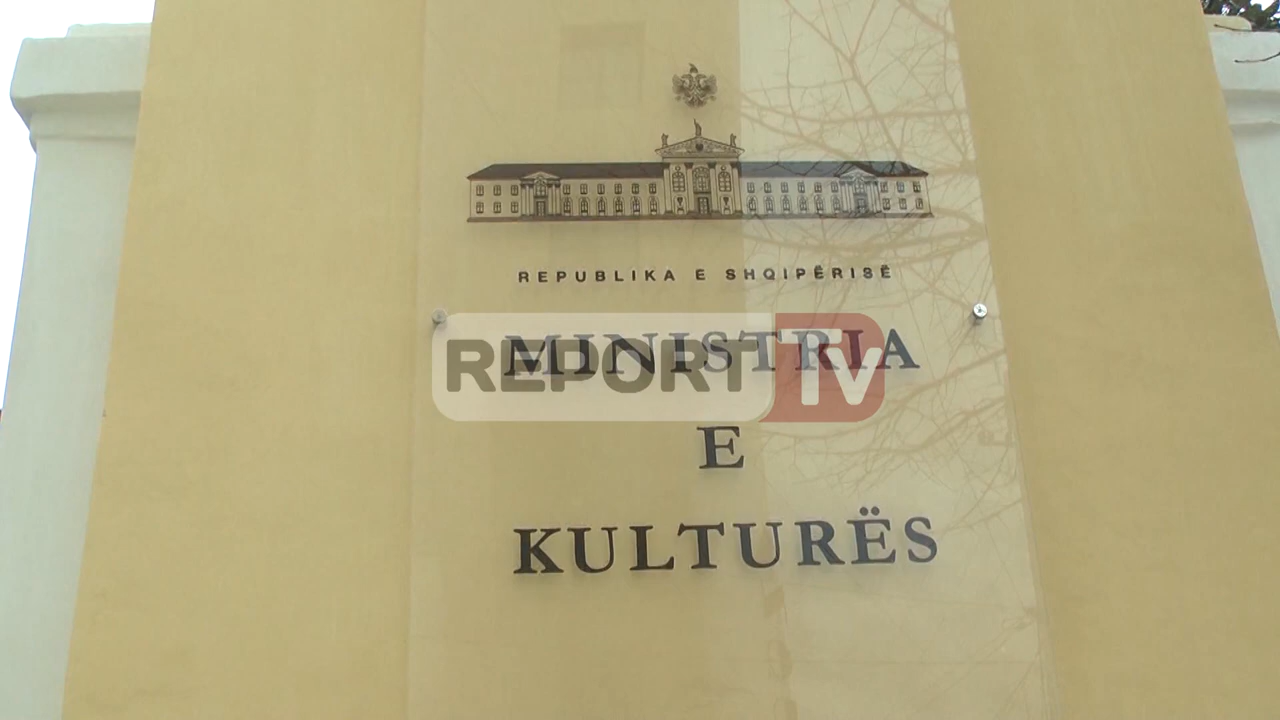 REPUBLIKA E SHQIPËRISË
MINISTRIA
REPORT Tv
E
KULTURËS